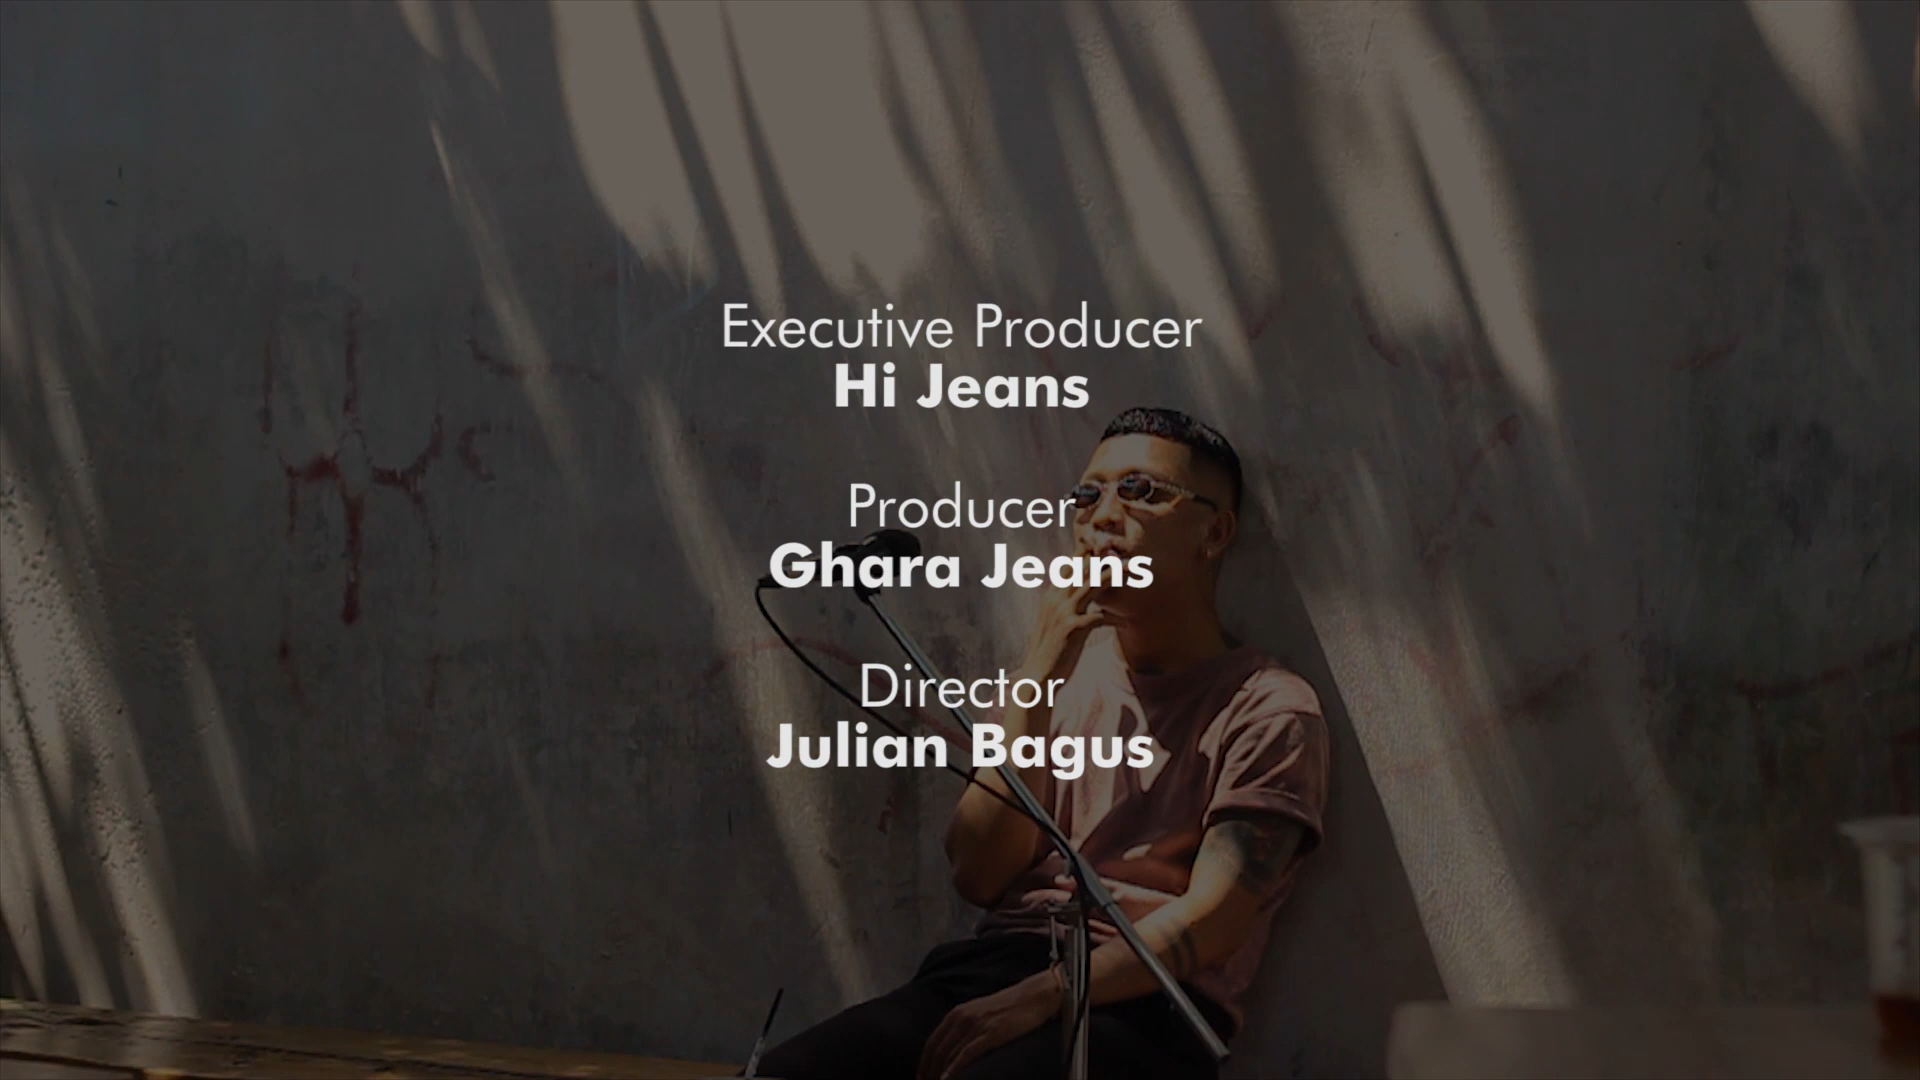 Executive Producer
Hi Jeans
Producer
Ghara Jeans
Director
Julian Bagus